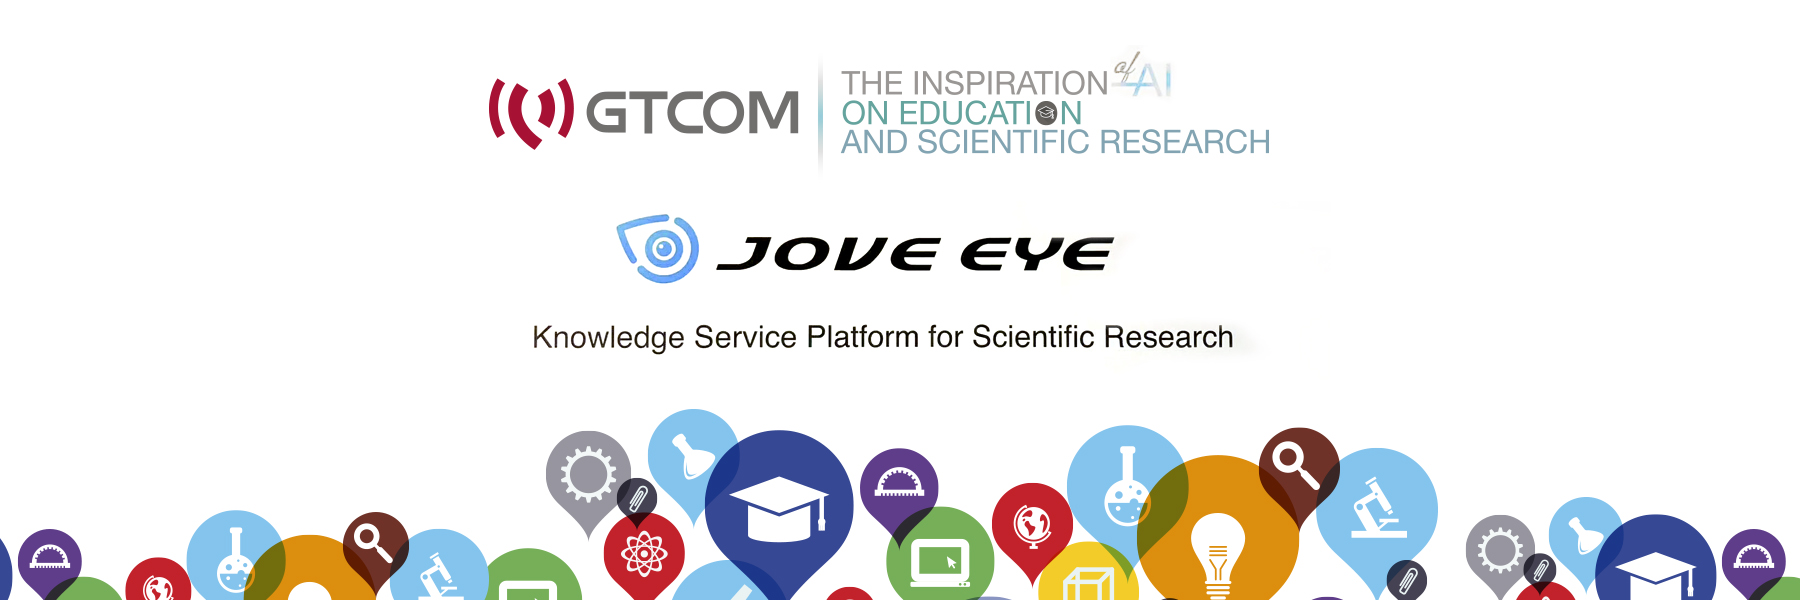 GTCOM
THE INSPIRATION of AI
ON EDUCATION
AND SCIENTIFIC RESEARCH
JOVE EYE
Knowledge Service Platform for Scientific Research